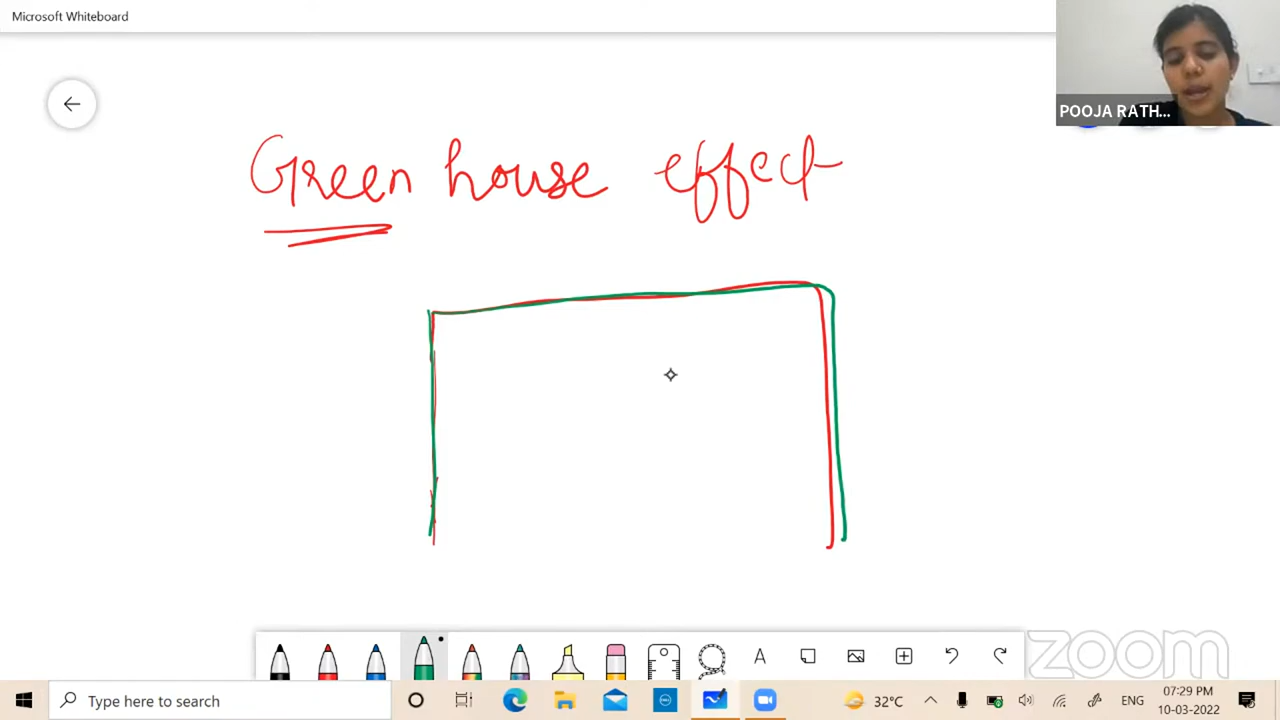 Microsoft Whiteboard
POOJA RATH...
Green house effect
A
zoom
Type here to search
DELL
32°C
ENG
07:29 PM
10-03-2022